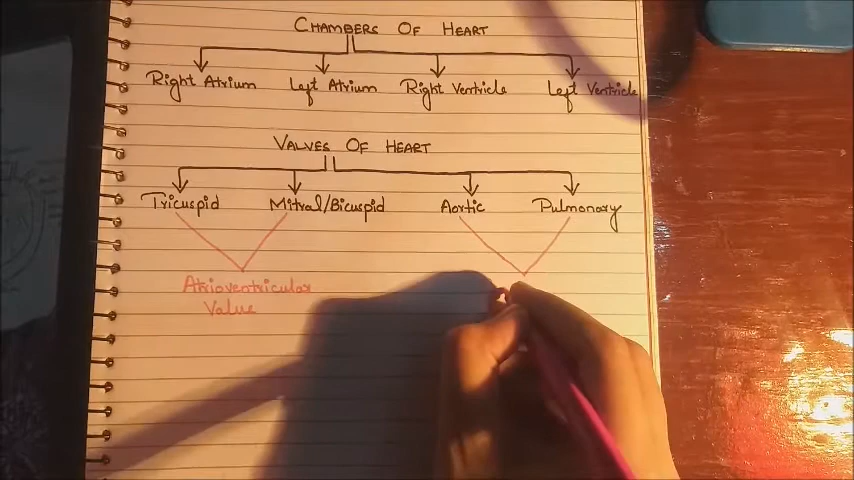 CHAMBERS OF HEART
Right Atrium Left Atrium Right Ventricle Left Ventricle
VALVES OF HEART
Tricuspid Mitral/Bicuspid Aortic Pulmonary
Atrioventricular
Value